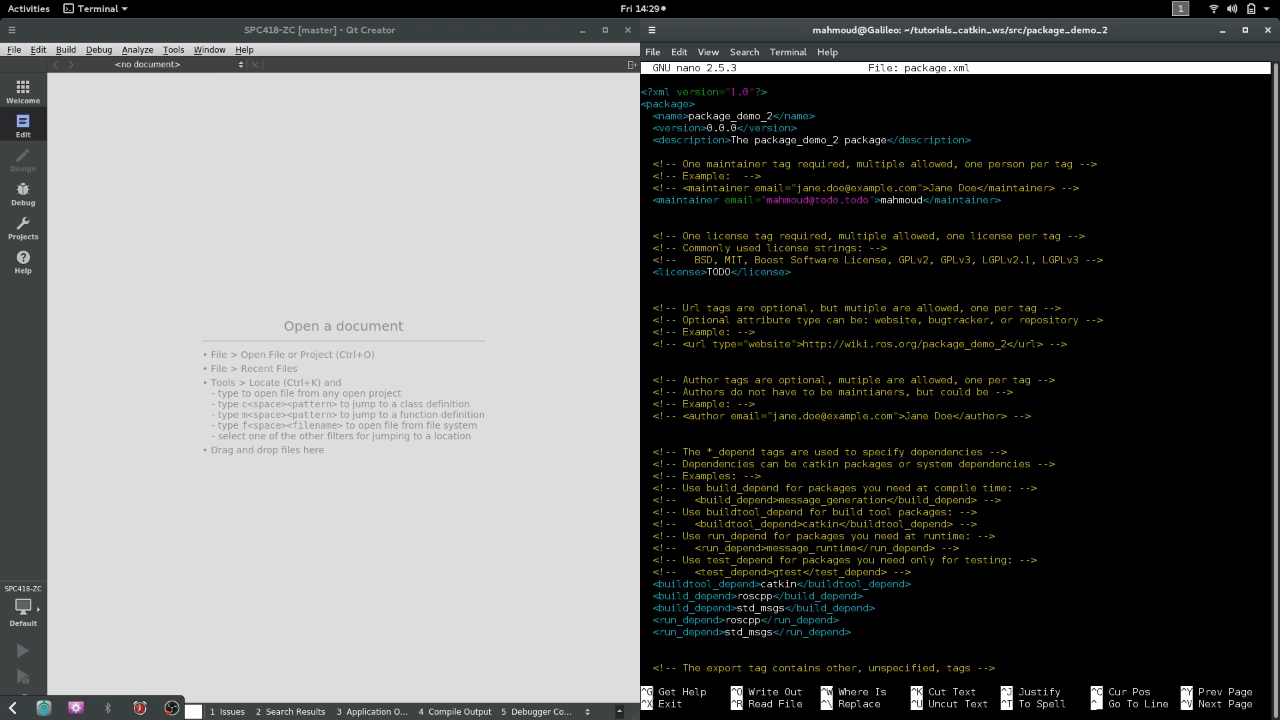 Activities Terminal Fri 14:29 1
SPC418-ZC [master] - Qt Creator
File Edit Build Debug Analyze Tools Window Help
<no document>
Welcome
Edit
Design
Debug
Projects
Help
Open a document
• File > Open File or Project (Ctrl+O)
• File > Recent Files
• Tools > Locate (Ctrl+K) and
- type to open file from any open project
- type c<space><pattern> to jump to a class definition
- type m<space><pattern> to jump to a function definition
- type f<space><filename> to open file from file system
- select one of the other filters for jumping to a location
• Drag and drop files here
SPC418-ZC
Default
1 Issues 2 Search Results 3 Application O... 4 Compile Output 5 Debugger Co...
mahmoud@Galileo: ~/tutorials_catkin_ws/src/package_demo_2
File Edit View Search Terminal Help
GNU nano 2.5.3 File: package.xml
<?xml version="1.0"?>
<package>
<name>package_demo_2</name>
<version>0.0.0</version>
<description>The package_demo_2 package</description>
<!-- One maintainer tag required, multiple allowed, one person per tag -->
<!-- Example:  -->
<!-- <maintainer email="jane.doe@example.com">Jane Doe</maintainer> -->
<maintainer email="mahmoud@todo.todo">mahmoud</maintainer>
<!-- One license tag required, multiple allowed, one license per tag -->
<!-- Commonly used license strings: -->
<!--   BSD, MIT, Boost Software License, GPLv2, GPLv3, LGPLv2.1, LGPLv3 -->
<license>TODO</license>
<!-- Url tags are optional, but mutiple are allowed, one per tag -->
<!-- Optional attribute type can be: website, bugtracker, or repository -->
<!-- Example: -->
<!-- <url type="website">http://wiki.ros.org/package_demo_2</url> -->
<!-- Author tags are optional, mutiple are allowed, one per tag -->
<!-- Authors do not have to be maintianers, but could be -->
<!-- Example: -->
<!-- <author email="jane.doe@example.com">Jane Doe</author> -->
<!-- The *_depend tags are used to specify dependencies -->
<!-- Dependencies can be catkin packages or system dependencies -->
<!-- Examples: -->
<!-- Use build_depend for packages you need at compile time: -->
<!--   <build_depend>message_generation</build_depend> -->
<!-- Use buildtool_depend for build tool packages: -->
<!--   <buildtool_depend>catkin</buildtool_depend> -->
<!-- Use run_depend for packages you need at runtime: -->
<!--   <run_depend>message_runtime</run_depend> -->
<!-- Use test_depend for packages you need only for testing: -->
<!--   <test_depend>gtest</test_depend> -->
<buildtool_depend>catkin</buildtool_depend>
<build_depend>roscpp</build_depend>
<build_depend>std_msgs</build_depend>
<run_depend>roscpp</run_depend>
<run_depend>std_msgs</run_depend>
<!-- The export tag contains other, unspecified, tags -->
^G Get Help ^O Write Out ^W Where Is ^K Cut Text ^J Justify ^C Cur Pos ^Y Prev Page
^X Exit ^R Read File ^\ Replace ^U Uncut Text ^T To Spell ^_ Go To Line ^V Next Page